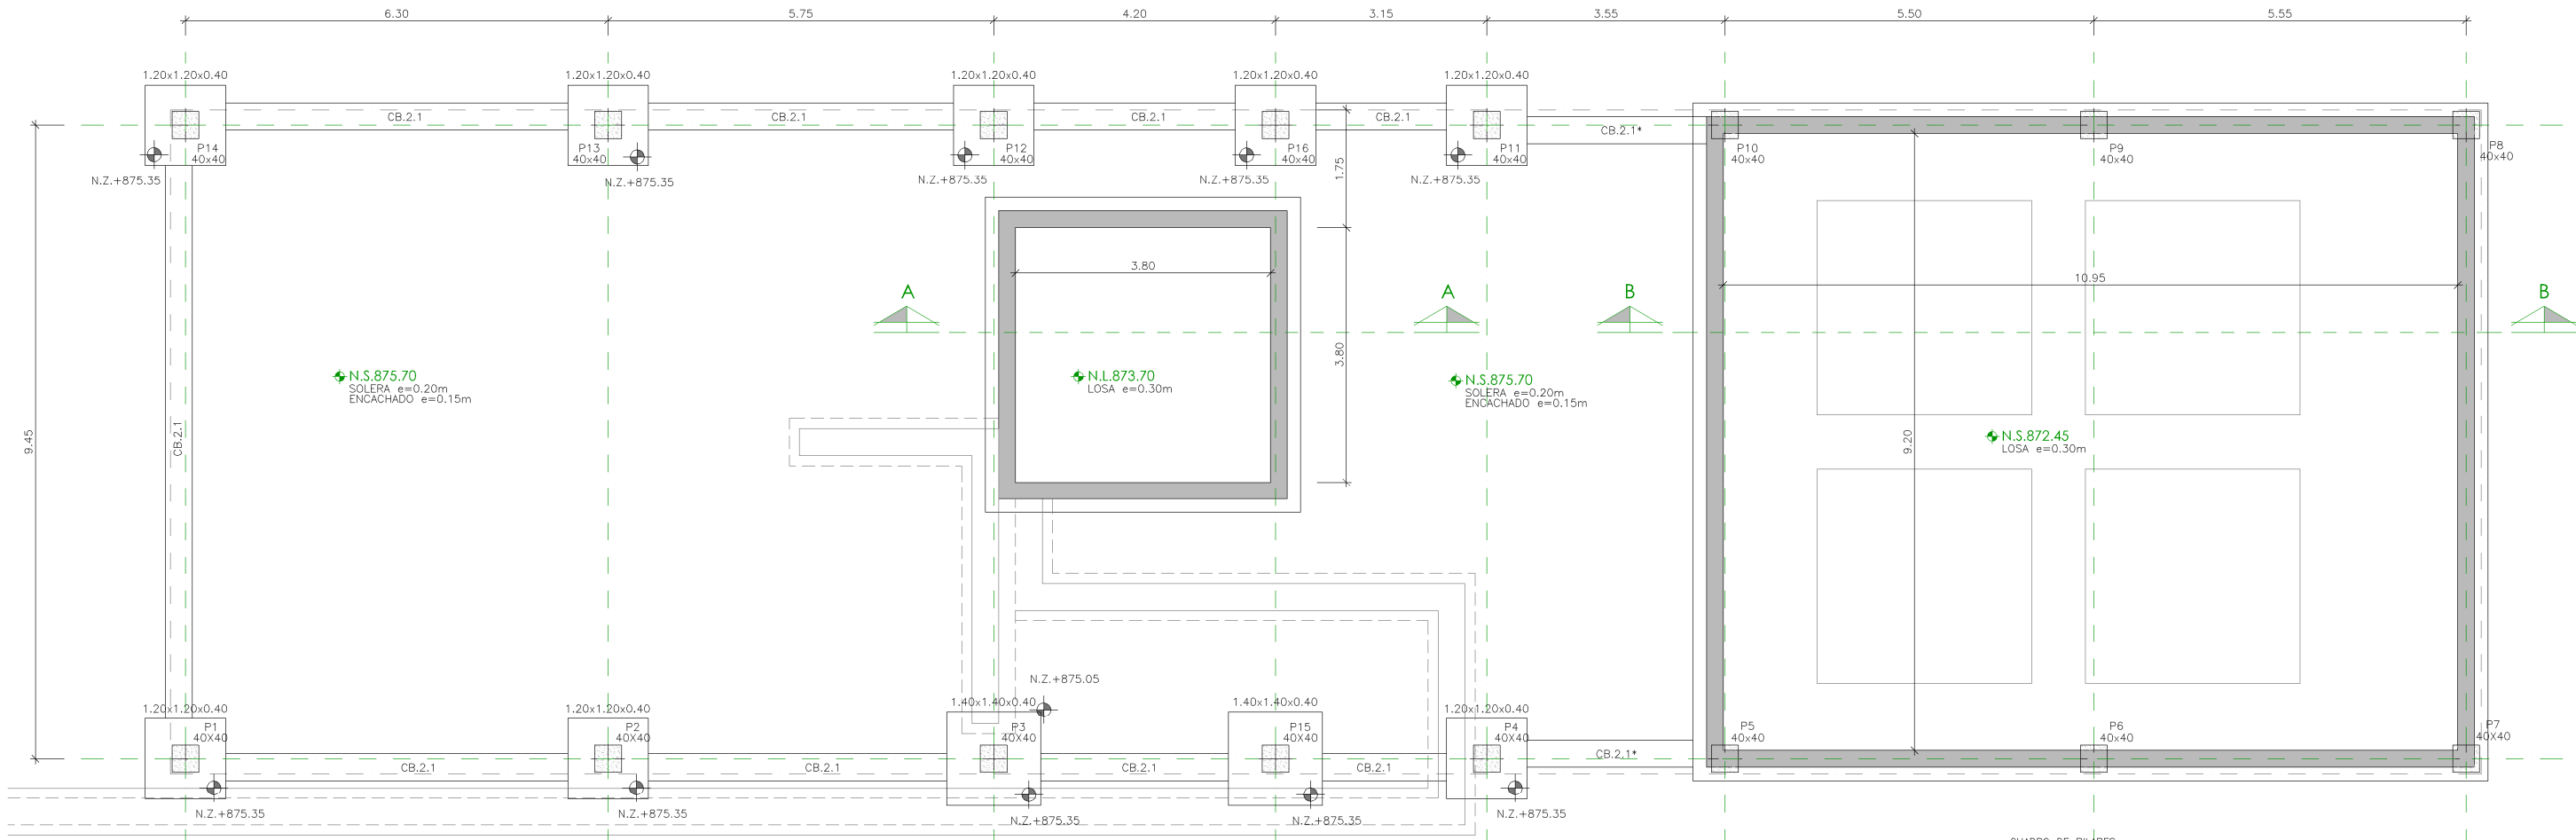 6.30
5.75
4.20
3.15
3.55
5.50
5.55
1.20x1.20x0.40
1.20x1.20x0.40
1.20x1.20x0.40
1.20x1.20x0.40
1.20x1.20x0.40
CB.2.1
CB.2.1
CB.2.1
CB.2.1
CB.2.1*
P14
40x40
P13
40x40
P12
40x40
P16
40x40
P11
40x40
P10
40x40
P9
40x40
P8
40x40
N.Z.+875.35
N.Z.+875.35
N.Z.+875.35
N.Z.+875.35
N.Z.+875.35
1.75
3.80
10.95
A
A
B
B
3.80
N.S.875.70
SOLERA e=0.20m
ENCACHADO e=0.15m
N.L.873.70
LOSA e=0.30m
N.S.875.70
SOLERA e=0.20m
ENCACHADO e=0.15m
N.S.872.45
LOSA e=0.30m
9.45
CB.2.1
9.20
N.Z.+875.05
1.20x1.20x0.40
1.20x1.20x0.40
1.40x1.40x0.40
1.40x1.40x0.40
1.20x1.20x0.40
P1
40X40
P2
40X40
P3
40X40
P15
40X40
P4
40X40
P5
40x40
P6
40x40
P7
40X40
CB.2.1
CB.2.1
CB.2.1
CB.2.1
CB.2.1*
N.Z.+875.35
N.Z.+875.35
N.Z.+875.35
N.Z.+875.35
N.Z.+875.35